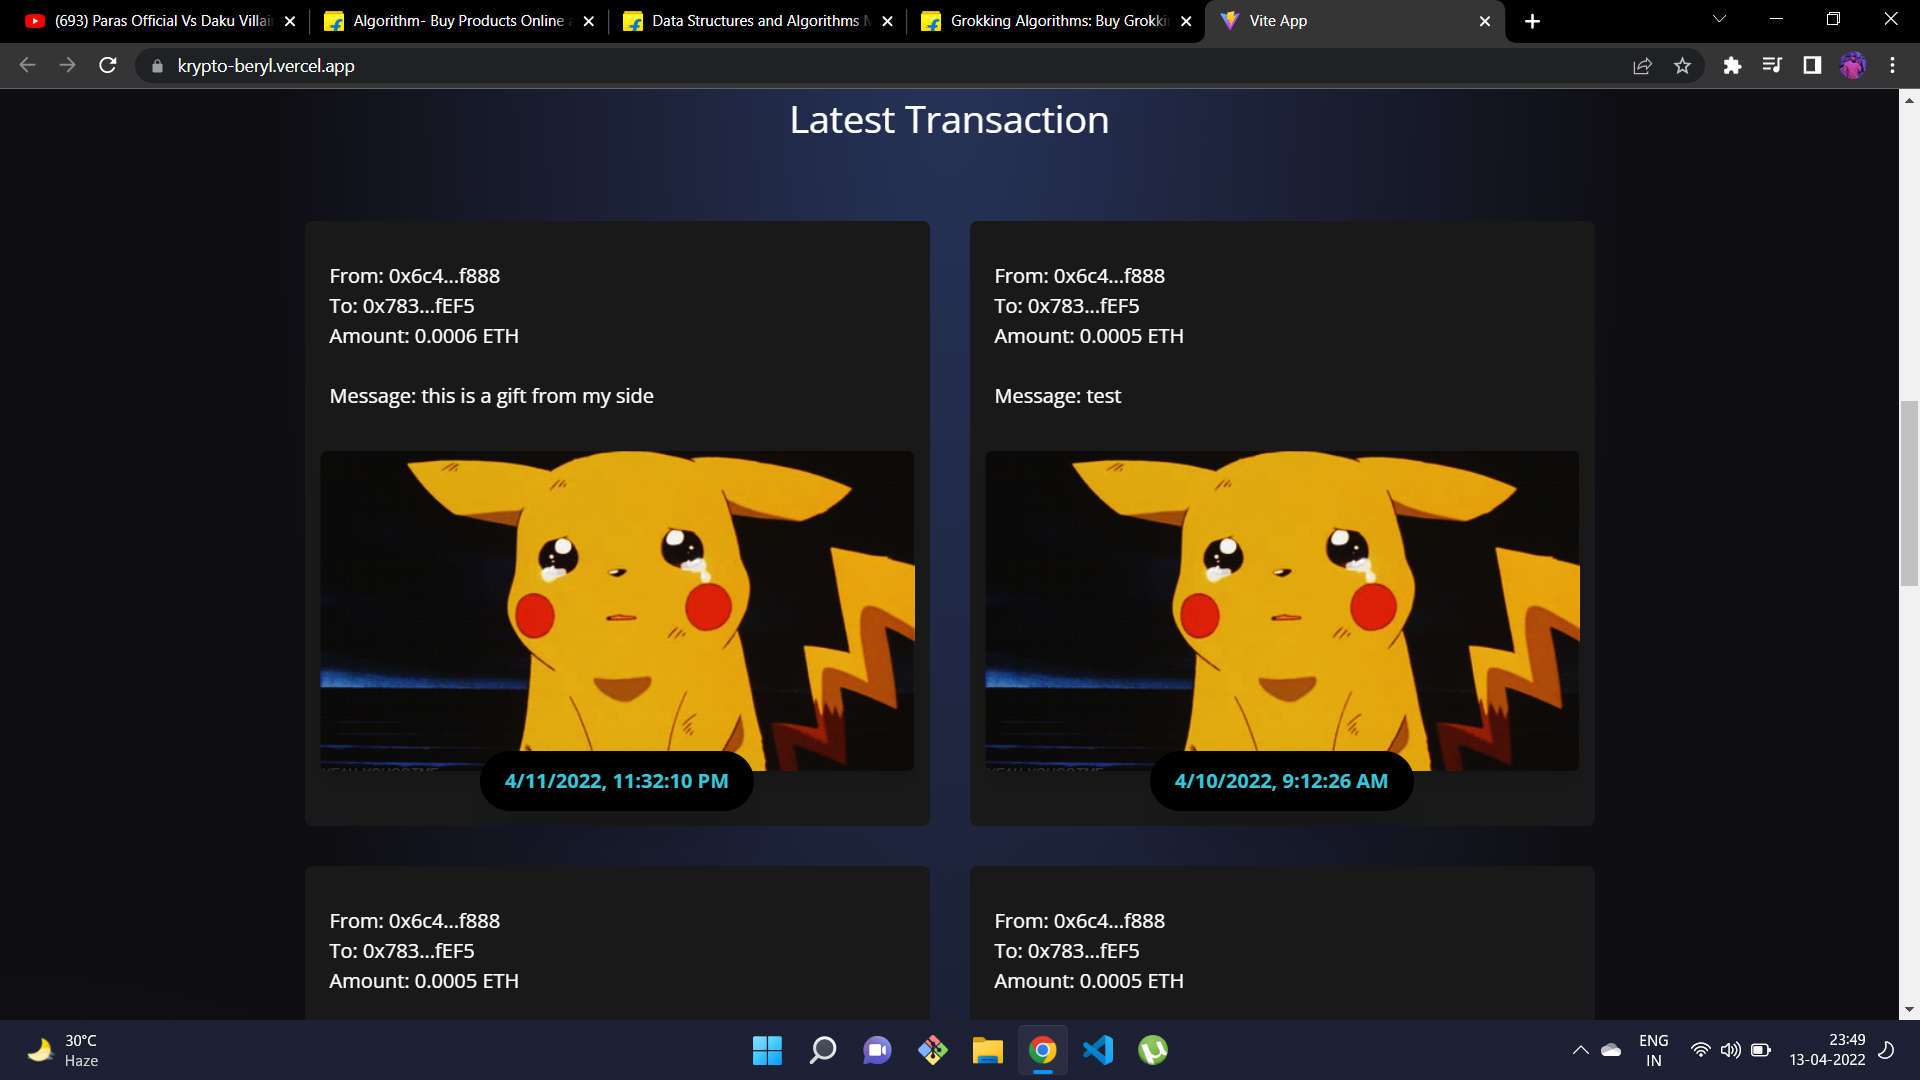 (693) Paras Official Vs Daku Villain
Algorithm- Buy Products Online
Data Structures and Algorithms
Grokking Algorithms: Buy Grokki
Vite App
krypto-beryl.vercel.app
Latest Transaction
From: 0x6c4...f888
To: 0x783...fEF5
Amount: 0.0006 ETH
Message: this is a gift from my side
4/11/2022, 11:32:10 PM
From: 0x6c4...f888
To: 0x783...fEF5
Amount: 0.0005 ETH
Message: test
4/10/2022, 9:12:26 AM
From: 0x6c4...f888
To: 0x783...fEF5
Amount: 0.0005 ETH
From: 0x6c4...f888
To: 0x783...fEF5
Amount: 0.0005 ETH
30°C
Haze
ENG
IN
23:49
13-04-2022